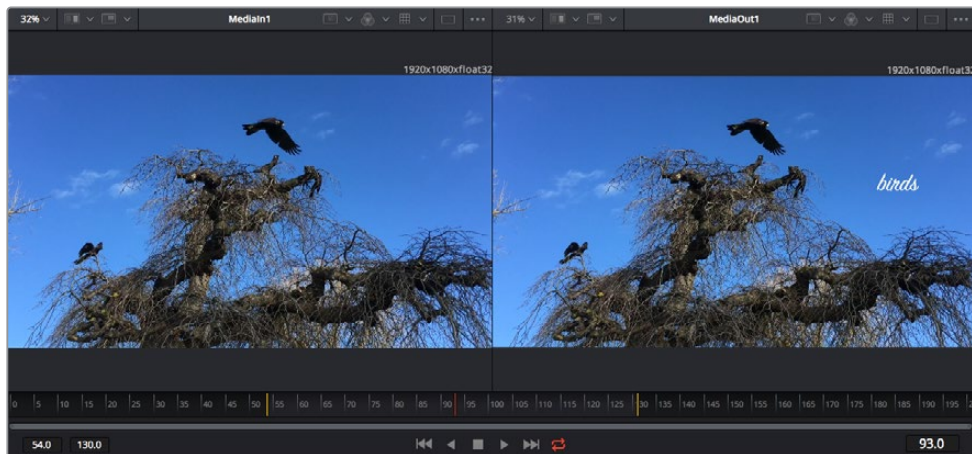 32% MediaIn1 31% MediaOut1
1920x1080xfloat32 1920x1080xfloat32
birds
0 5 10 15 20 25 30 35 40 45 50 55 60 65 70 75 80 85 90 95 100 105 110 115 120 125 130 135 140 145 150 155 160 165 170 175 180 185 190 195
54.0 130.0 93.0